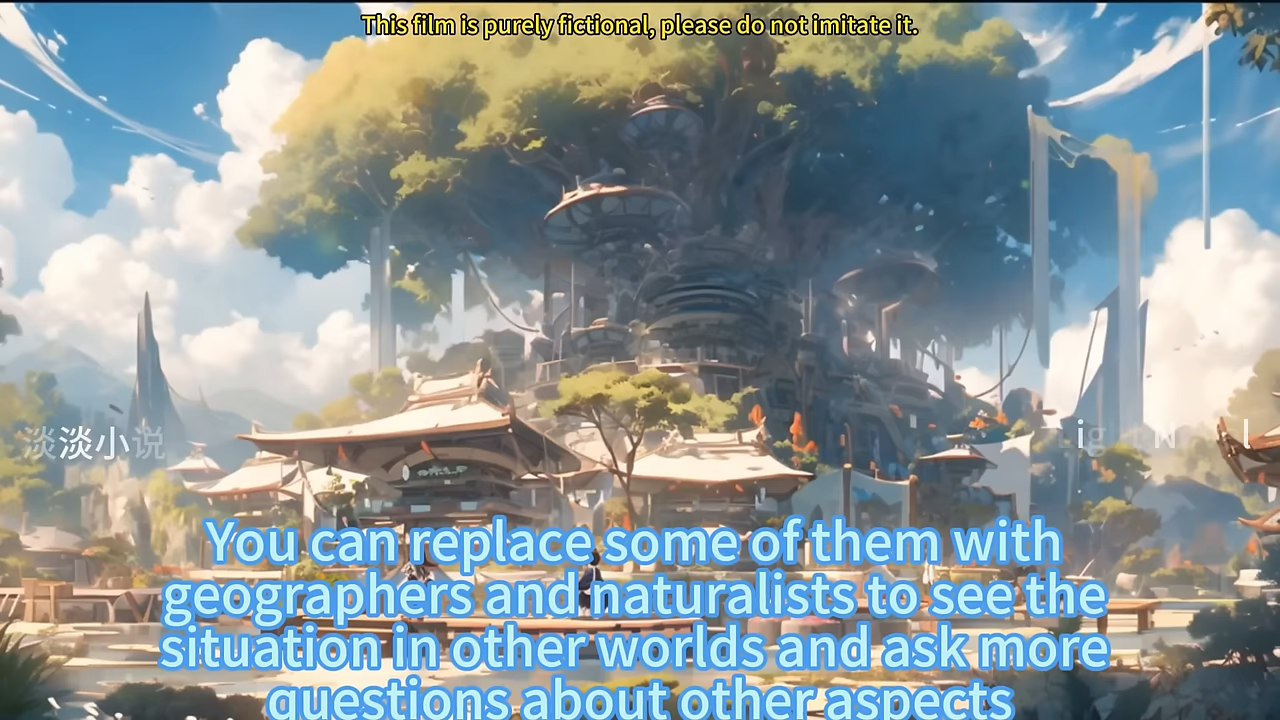 This film is purely fictional, please do not imitate it.
淡淡小说
You can replace some of them with
geographers and naturalists to see the
situation in other worlds and ask more
questions about other aspects